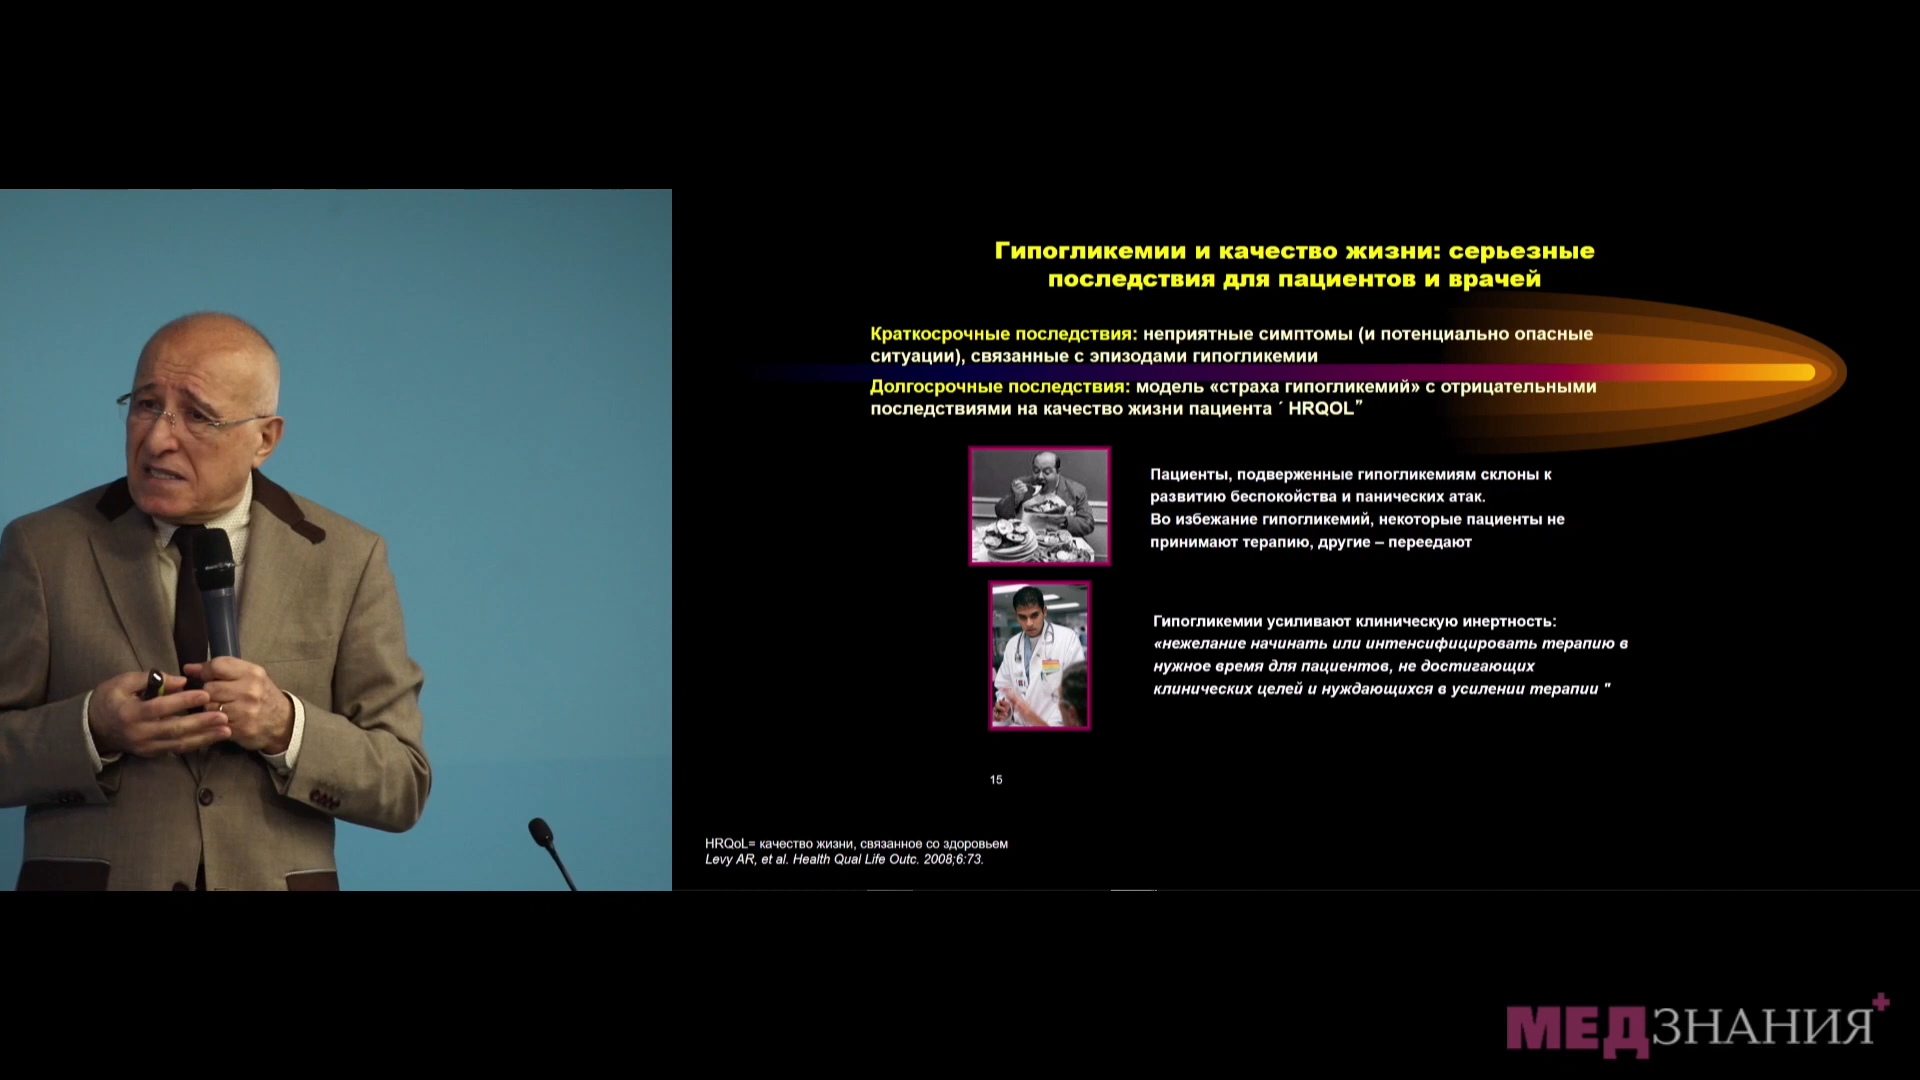 Гипогликемии и качество жизни: серьезные
последствия для пациентов и врачей
Краткосрочные последствия: неприятные симптомы (и потенциально опасные
ситуации), связанные с эпизодами гипогликемии
Долгосрочные последствия: модель «страха гипогликемий» с отрицательными
последствиями на качество жизни пациента ´ HRQOL”
Пациенты, подверженные гипогликемиям склоны к
развитию беспокойства и панических атак.
Во избежание гипогликемий, некоторые пациенты не
принимают терапию, другие – переедают
Гипогликемии усиливают клиническую инертность:
«нежелание начинать или интенсифицировать терапию в
нужное время для пациентов, не достигающих
клинических целей и нуждающихся в усилении терапии "
15
HRQoL= качество жизни, связанное со здоровьем
Levy AR, et al. Health Qual Life Outc. 2008;6:73.
МЕДЗНАНИЯ+